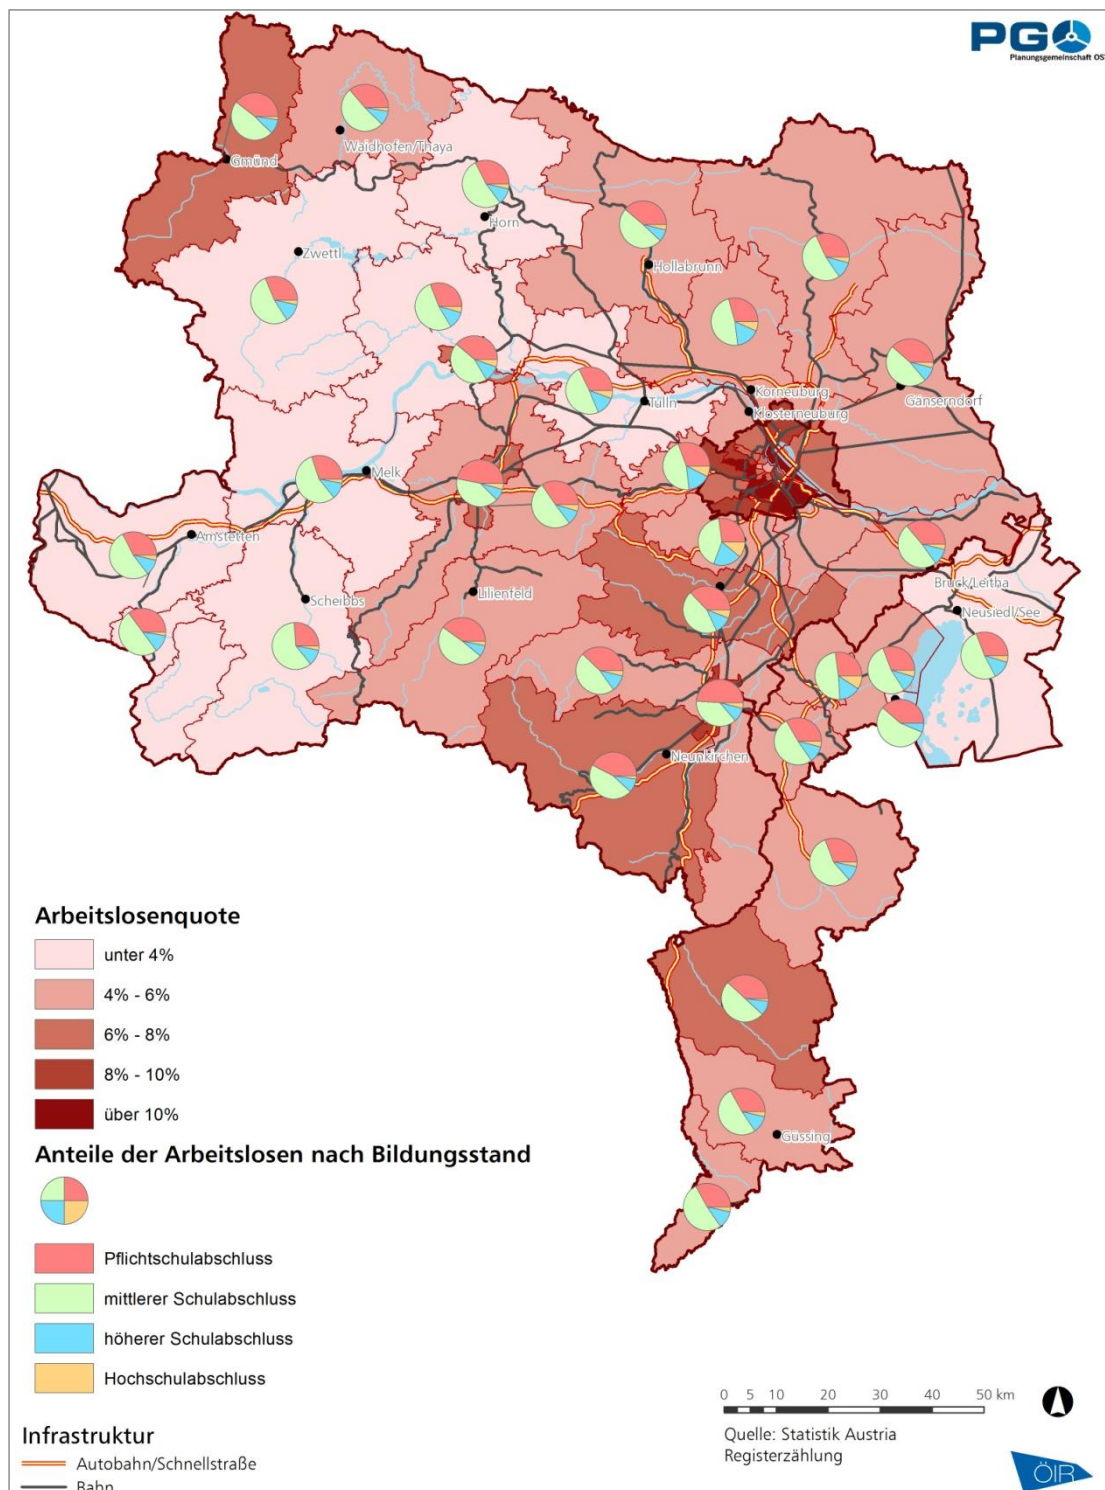 PGO
Planungsgemeinschaft OS
Waidhofen/Thaya
Gmünd
Horn
Zwettl
Hollabrunn
Korneuburg
Klosterneuburg
Gänserndorf
Tulln
Melk
Amstetten
Scheibbs
Lilienfeld
Bruck/Leitha
Neusiedl/See
Neunkirchen
Güssing
Arbeitslosenquote
unter 4%
4% - 6%
6% - 8%
8% - 10%
über 10%
Anteile der Arbeitslosen nach Bildungsstand
Pflichtschulabschluss
mittlerer Schulabschluss
höherer Schulabschluss
Hochschulabschluss
Infrastruktur
Autobahn/Schnellstraße
Bahn
0 5 10 20 30 40 50 km
Quelle: Statistik Austria
Registerzählung
ÖIR